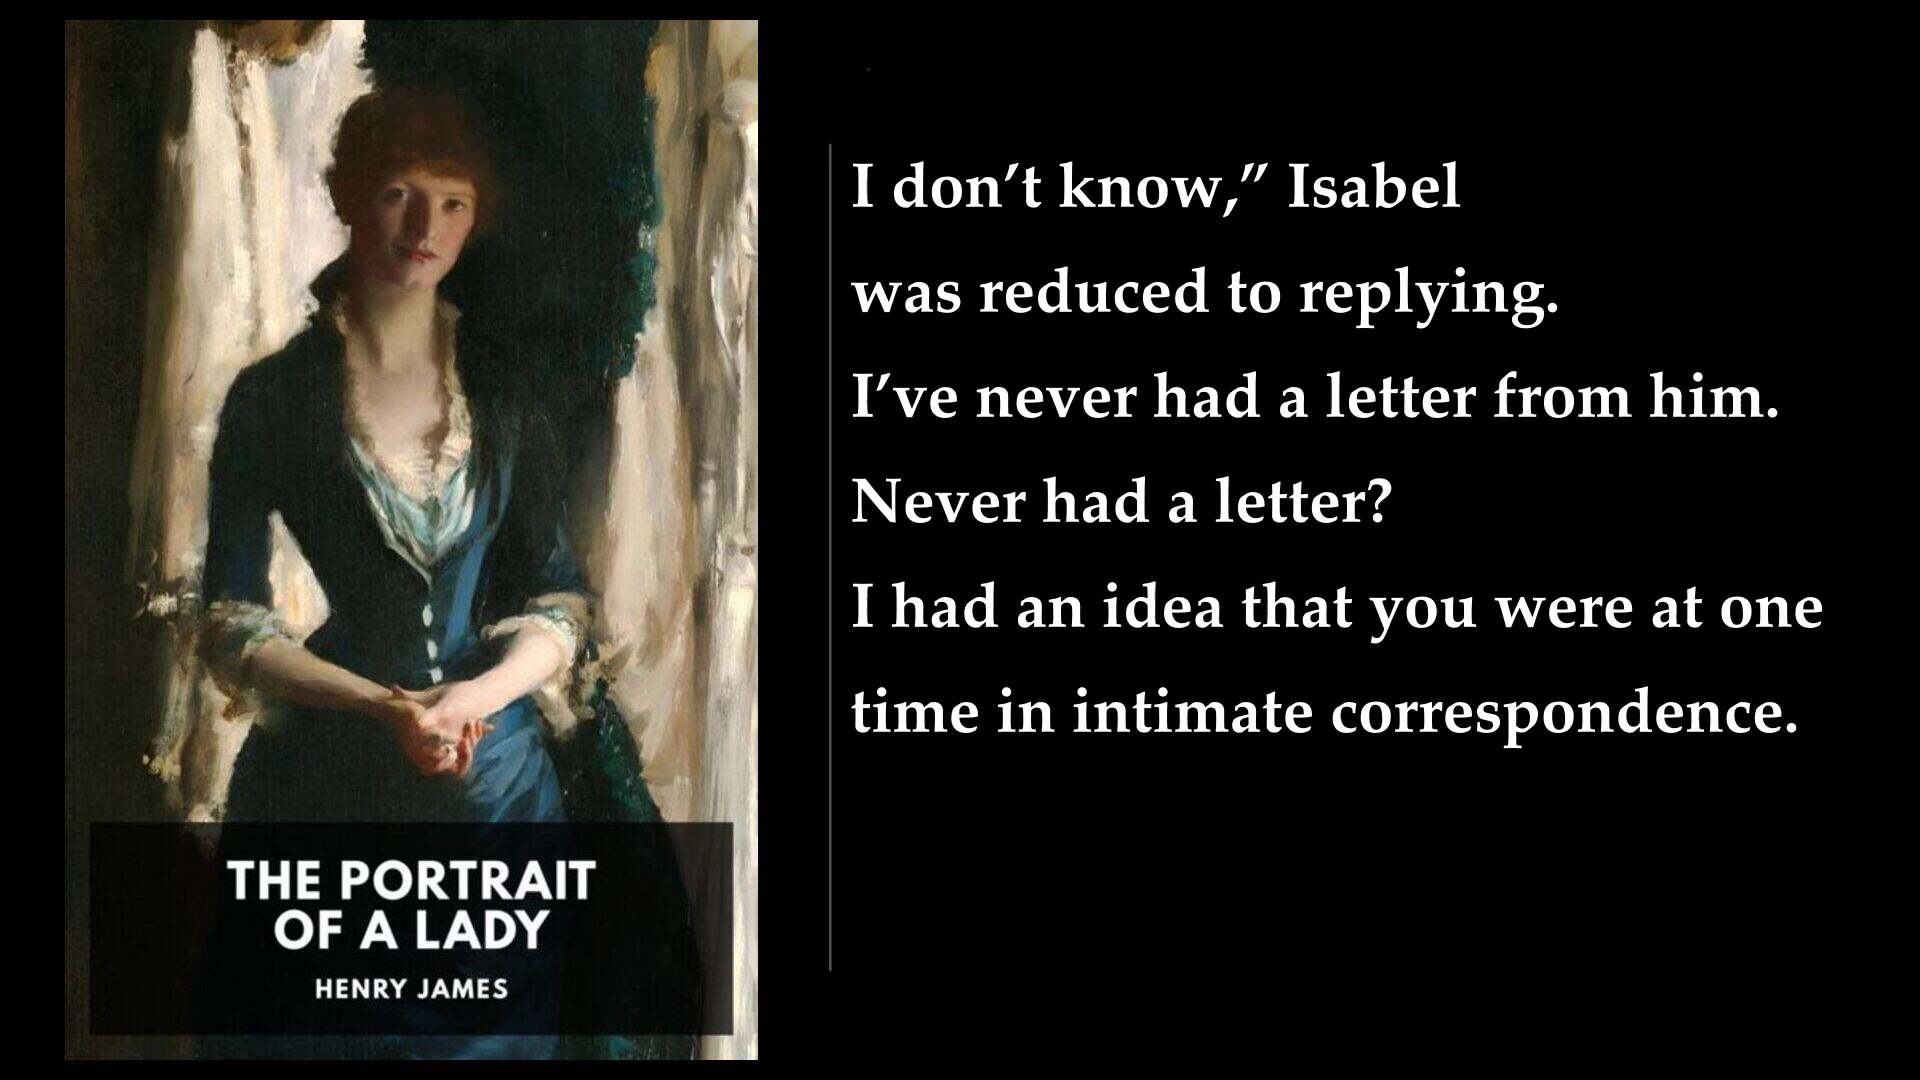 THE PORTRAIT
OF A LADY
HENRY JAMES
I don’t know,” Isabel
was reduced to replying.
I’ve never had a letter from him.
Never had a letter?
I had an idea that you were at one
time in intimate correspondence.